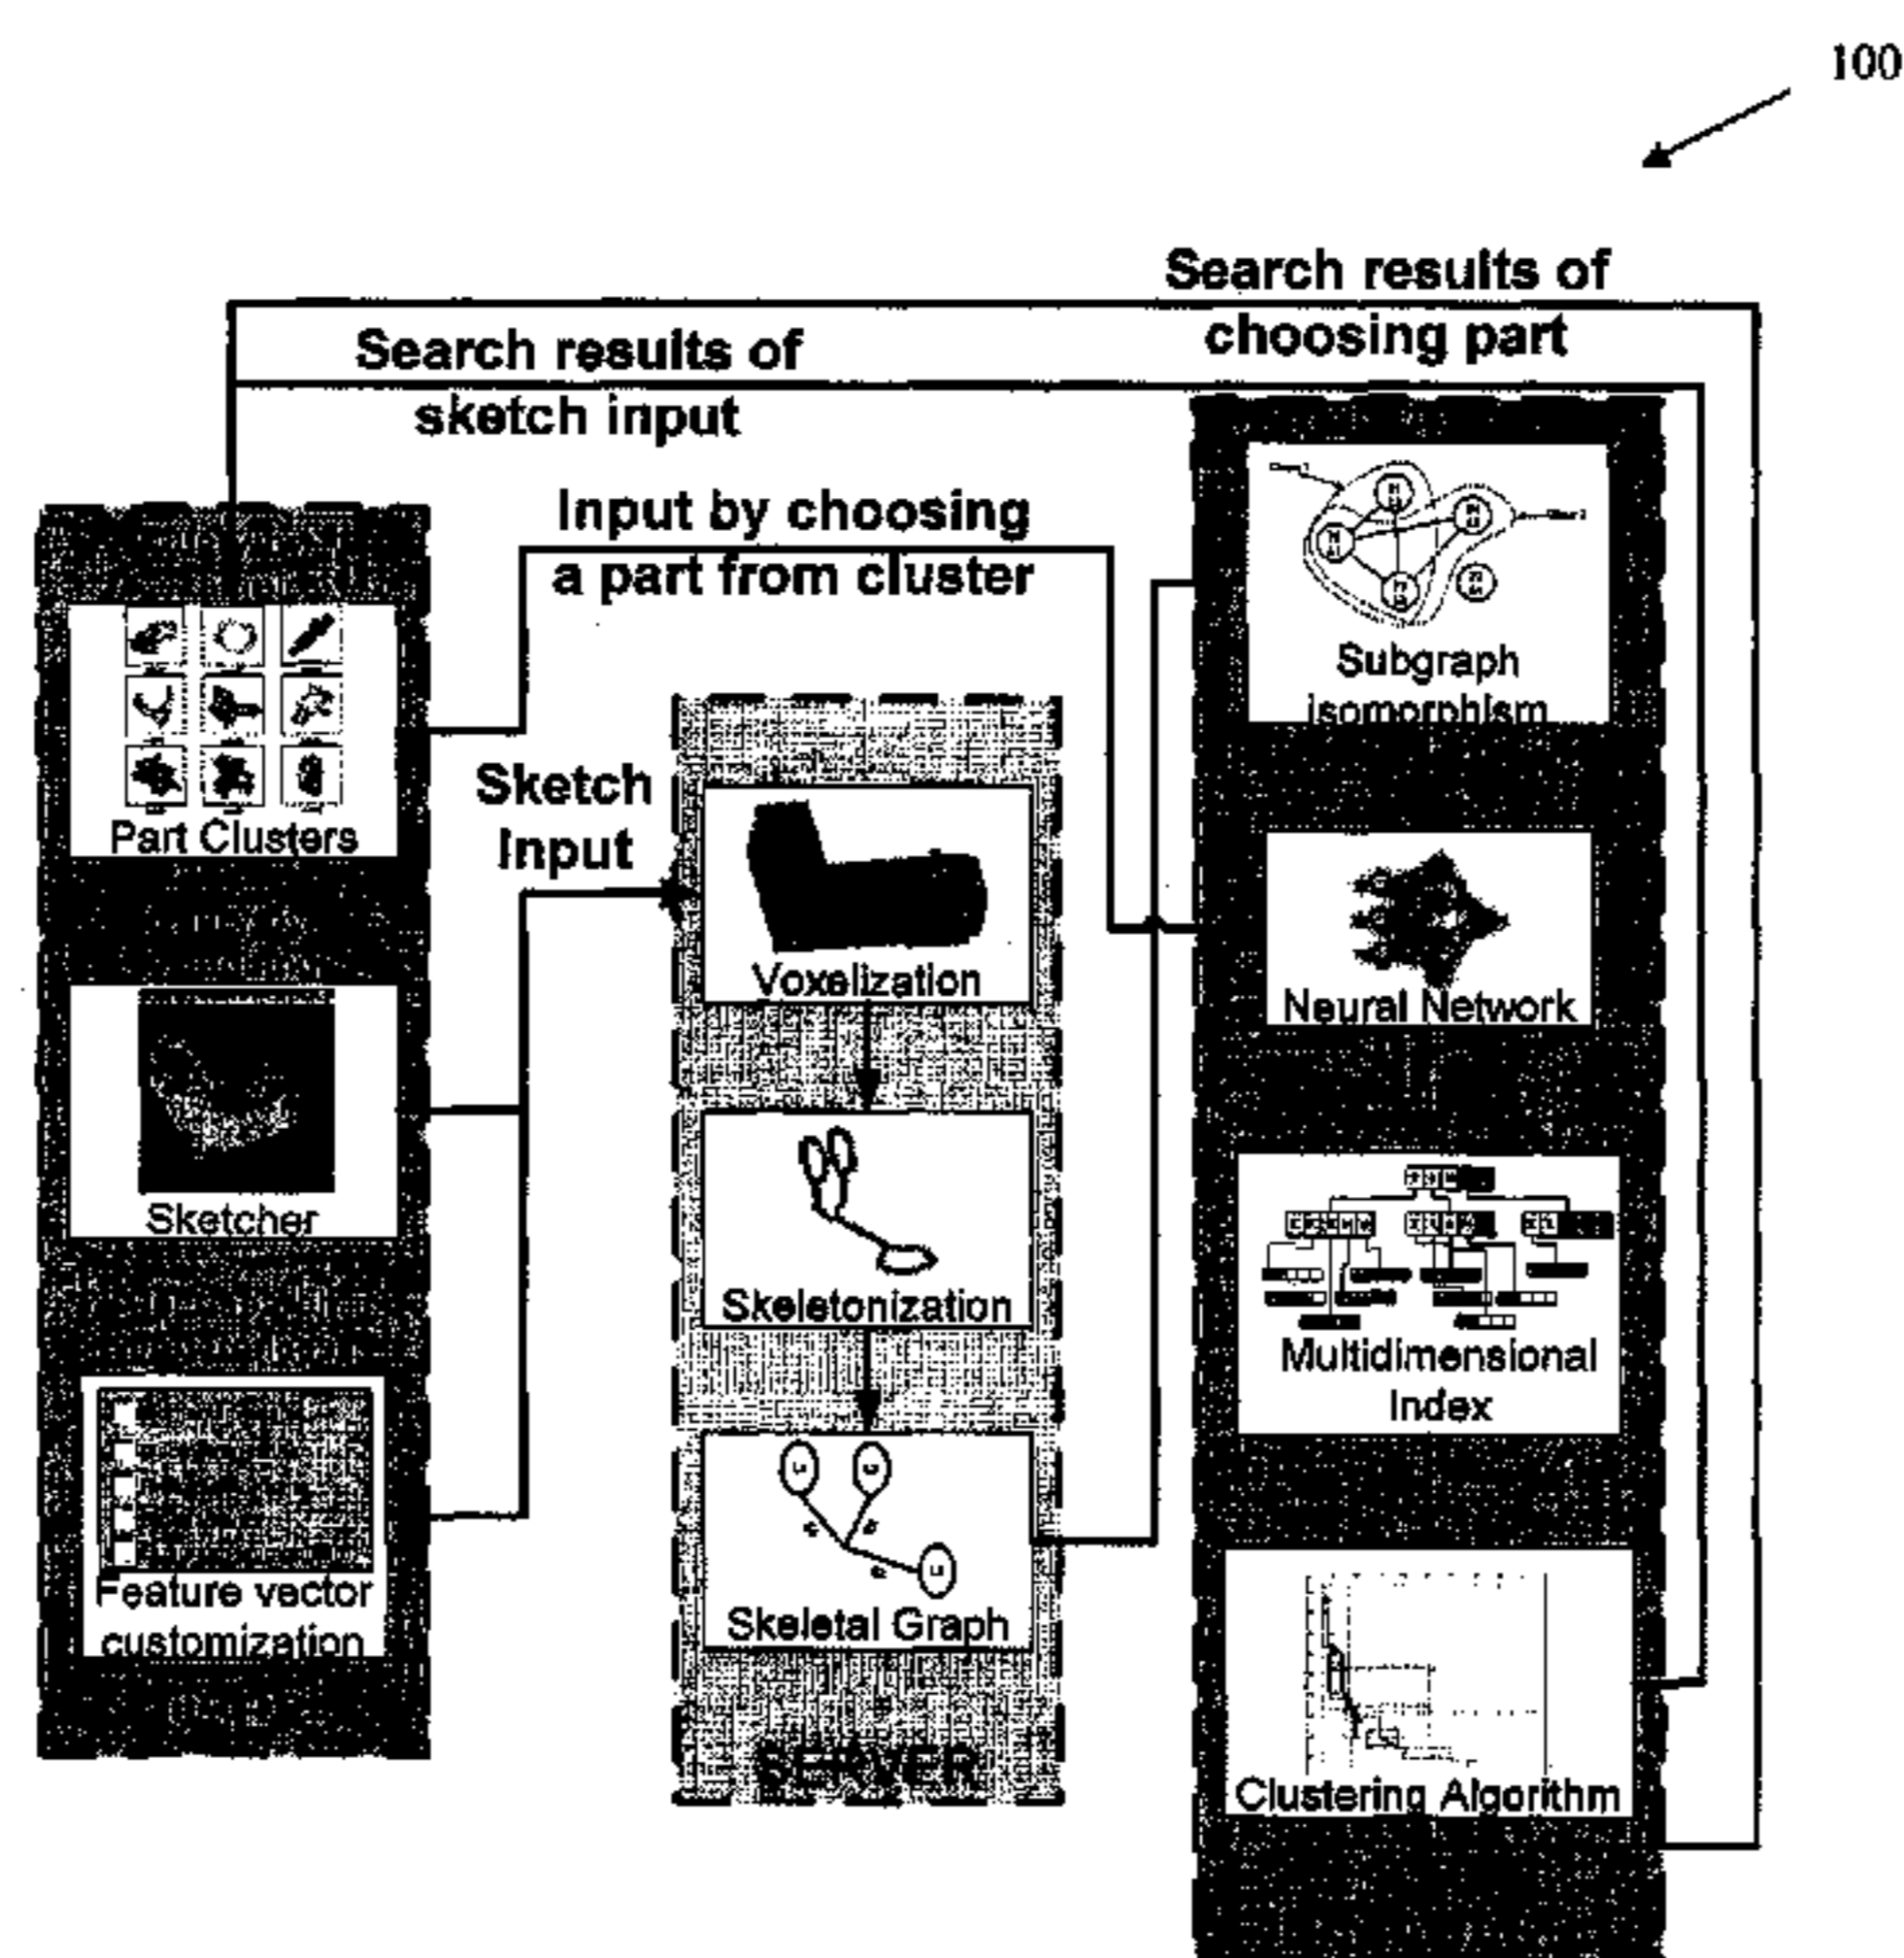 100
Search results of
choosing part
Search results of
sketch input
Input by choosing
a part from cluster
Part Clusters
Sketcher
Feature vector
customization
Sketch
Input
Voxelization
Skeletonization
Skeletal Graph
SERVER
Subgraph
isomorphism
Neural Network
Multidimensional
Index
Clustering Algorithm